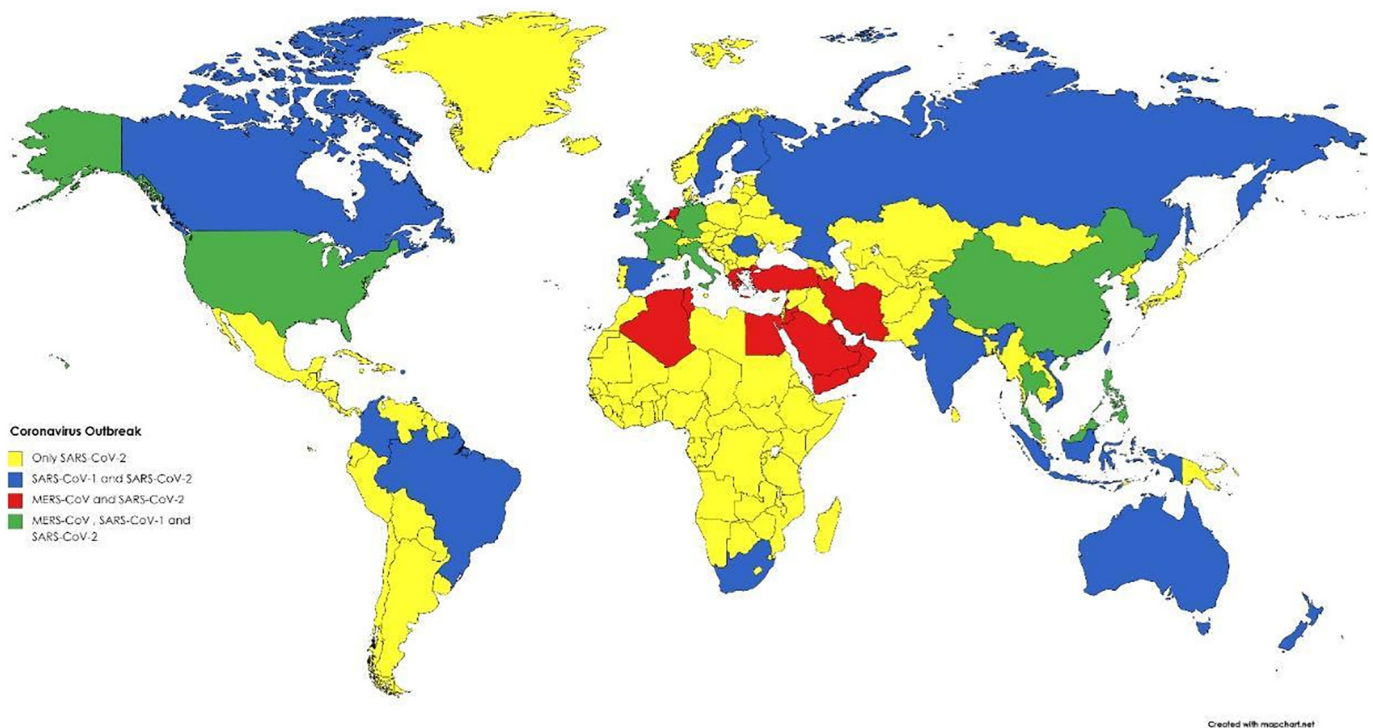 Coronavirus Outbreak
Only SARS-CoV-2
SARS-CoV-1 and SARS-CoV-2
MERS-CoV and SARS-CoV-2
MERS-CoV , SARS-CoV-1 and
SARS-CoV-2
Created with mapchart.net